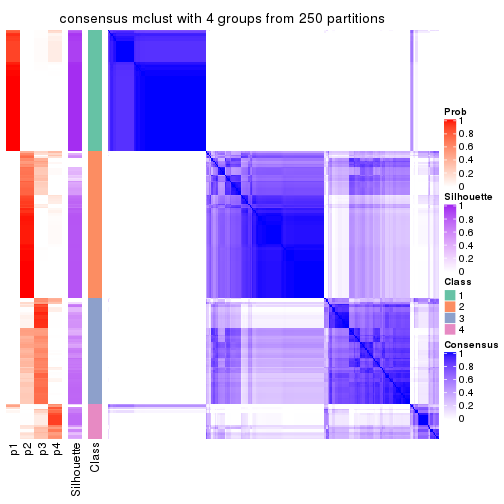 consensus mclust with 4 groups from 250 partitions
Prob
1
0.8
0.6
0.4
0.2
0
Silhouette
1
0.8
0.6
0.4
0.2
0
Class
1
2
3
4
Consensus
1
0.8
0.6
0.4
0.2
0
p1
p2
p3
p4
Silhouette
Class